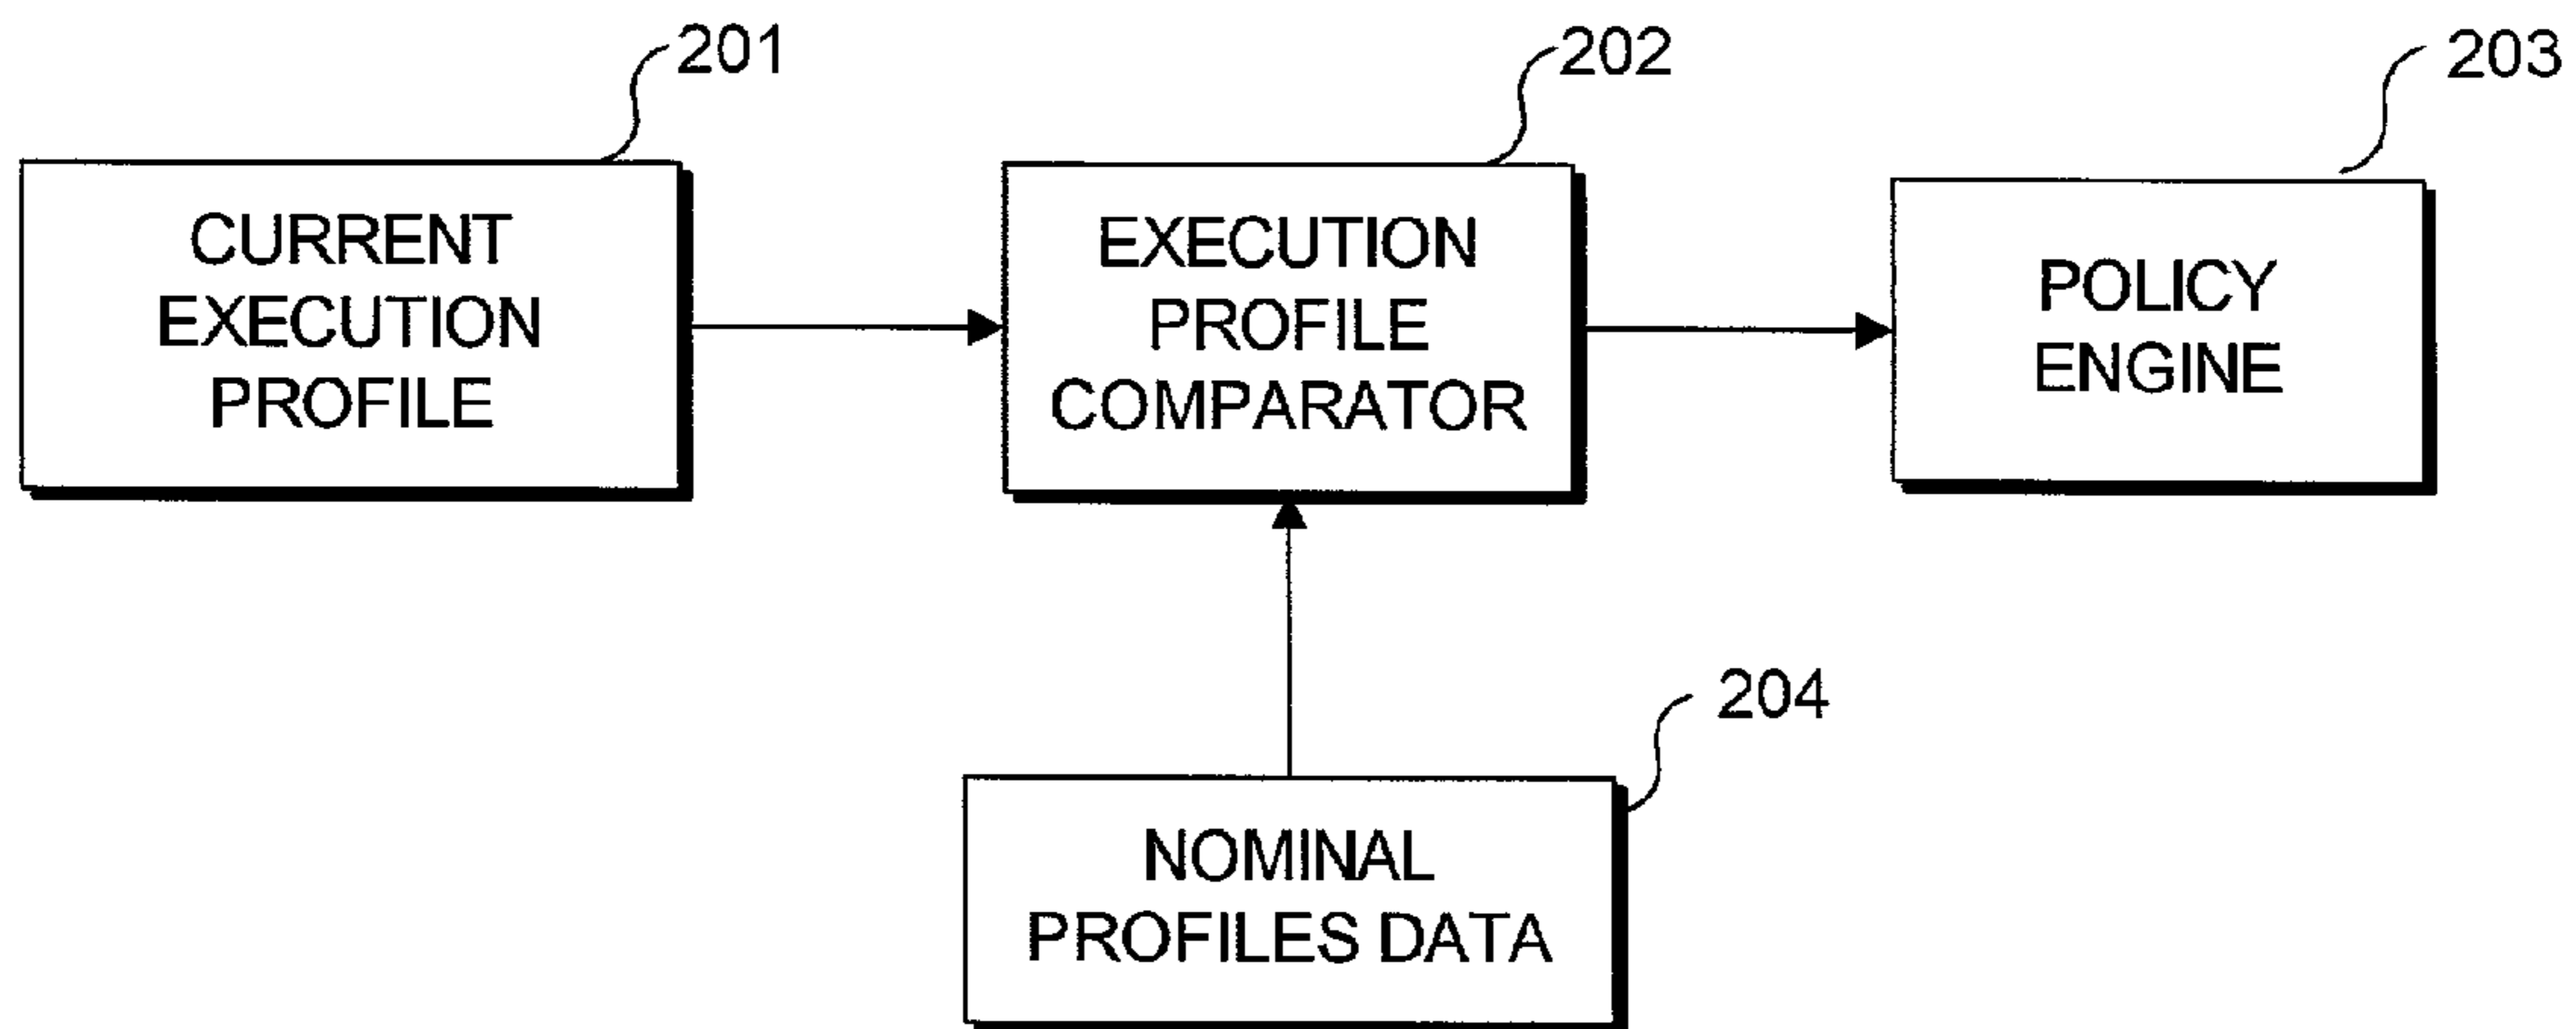 201
202
203
CURRENT
EXECUTION
PROFILE
EXECUTION
PROFILE
COMPARATOR
POLICY
ENGINE
204
NOMINAL
PROFILES DATA